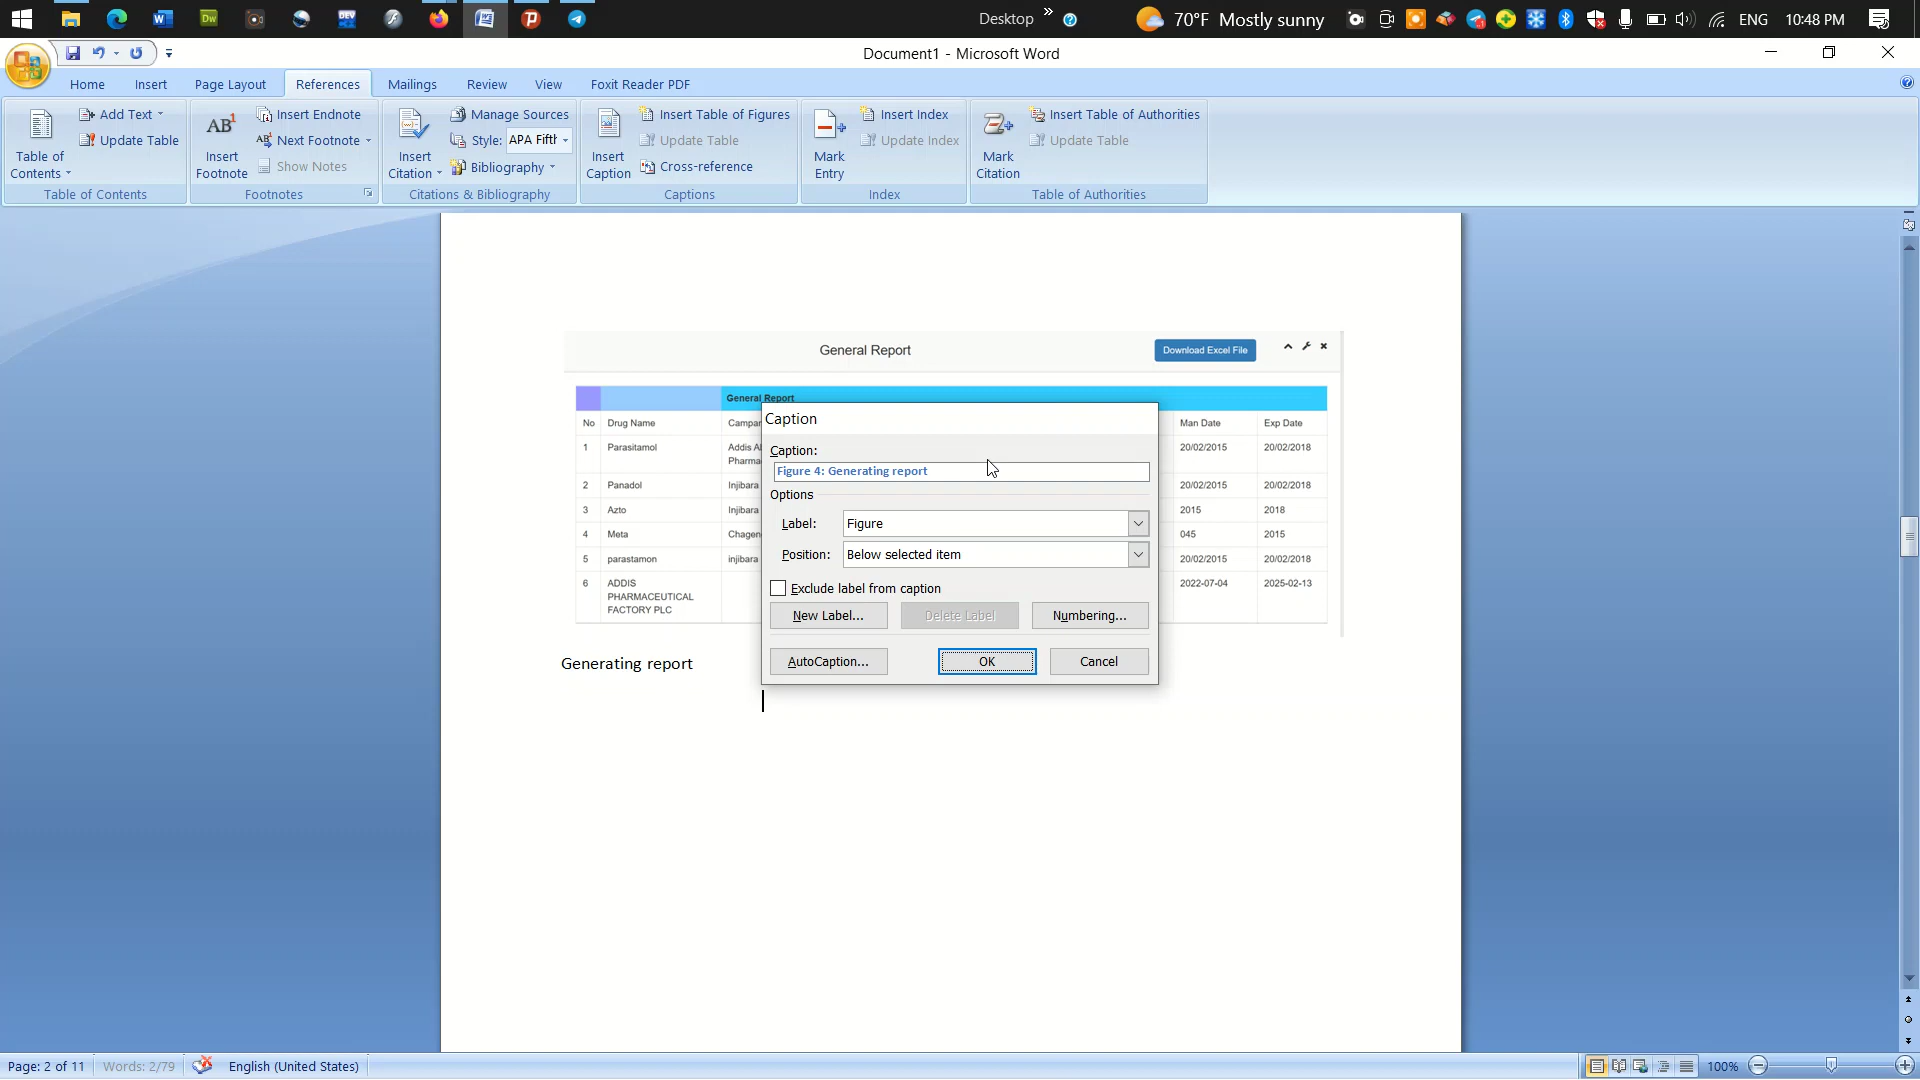 Desktop
»
70°F Mostly sunny
ENG
10:48 PM
Document1 - Microsoft Word
Home
Insert
Page Layout
References
Mailings
Review
View
Foxit Reader PDF
Table of
Contents
Add Text
Update Table
Table of Contents
AB1
Insert
Footnote
Insert Endnote
Next Footnote
Show Notes
Footnotes
Insert
Citation
Manage Sources
Style: APA Fifth
Bibliography
Citations & Bibliography
Insert
Caption
Insert Table of Figures
Update Table
Cross-reference
Captions
Mark
Entry
Insert Index
Update Index
Index
Mark
Citation
Insert Table of Authorities
Update Table
Table of Authorities
General Report
Download Excel File
General Report
No Drug Name Man Date Exp Date
1 Parasitamol 20/02/2015 20/02/2018
2 Panadol Injibara 20/02/2015 20/02/2018
3 Azto Injibara 2015 2018
4 Meta 045 2015
5 parastamon injibara 20/02/2015 20/02/2018
6 ADDIS 2022-07-04 2025-02-13
PHARMACEUTICAL
FACTORY PLC
Generating report
Caption
Caption:
Figure 4: Generating report
Options
Label: Figure
Position: Below selected item
Exclude label from caption
New Label...
Delete Label
Numbering...
AutoCaption...
OK
Cancel
Page: 2 of 11
Words: 2/79
English (United States)
100%